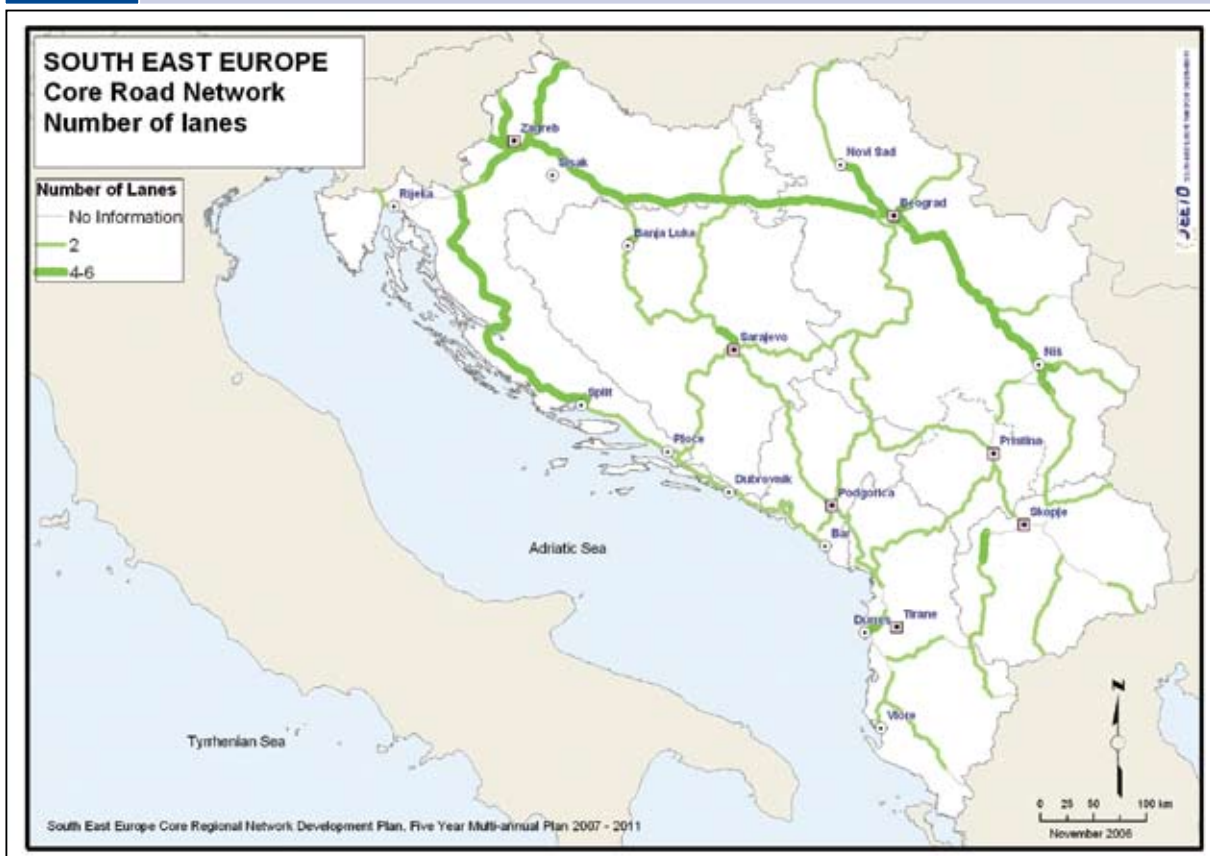 SOUTH EAST EUROPE
Core Road Network
Number of lanes
Number of Lanes
No Information
2
4-6
Zagreb
Sisak
Rijeka
Novi Sad
Beograd
Banja Luka
Sarajevo
Nis
Split
Ploce
Pristina
Dubrovnik
Podgorica
Skopje
Bar
Adriatic Sea
Durres
Tirane
Vlore
Tyrrhenian Sea
0 25 50 100 km
November 2006
South East Europe Core Regional Network Development Plan, Five Year Multi-annual Plan 2007 - 2011
SEETO